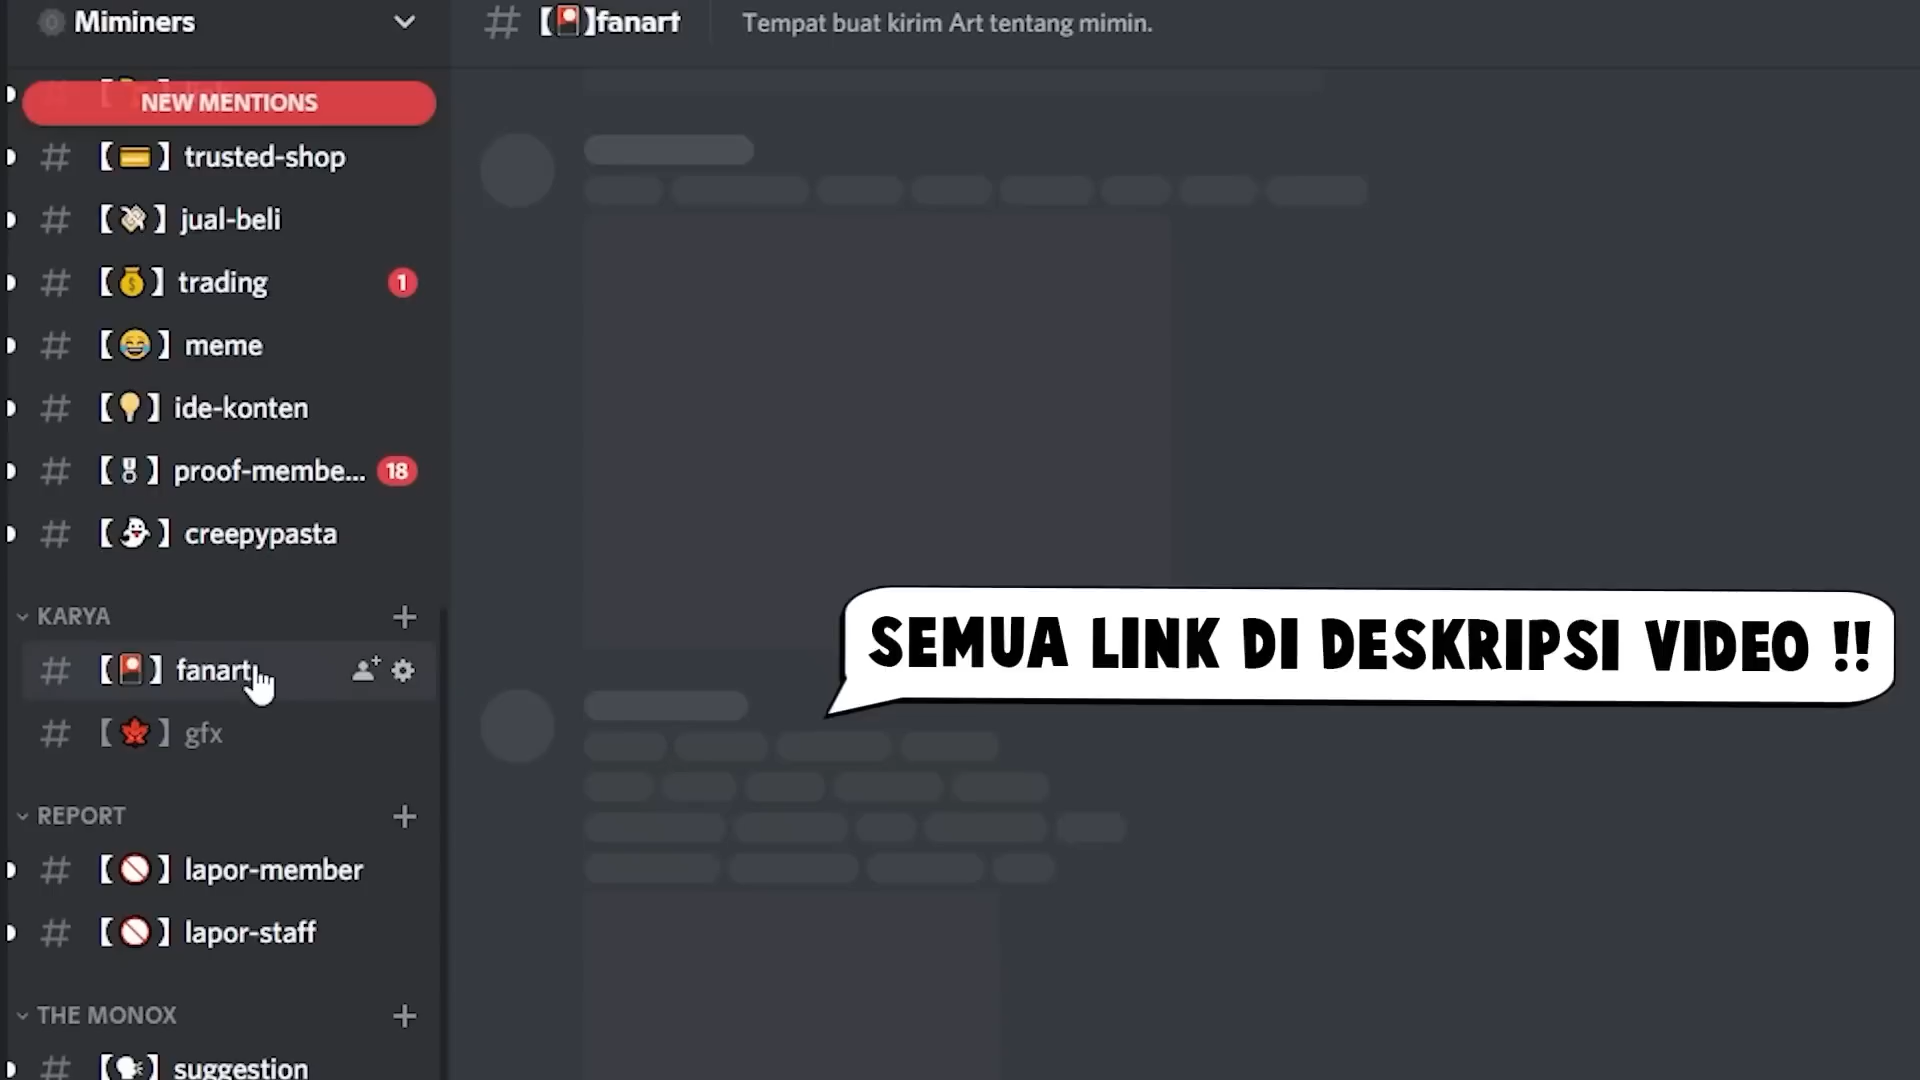 Miminers
# 【🎴】fanart
Tempat buat kirim Art tentang mimin.
NEW MENTIONS
# 【💳】 trusted-shop
# 【💸】 jual-beli
# 【💰】 trading 1
# 【😂】 meme
# 【💡】 ide-konten
# 【🎖】 proof-membe... 18
# 【👻】 creepypasta
KARYA +
# 【🎴】 fanart
# 【🍁】 gfx
REPORT +
# 【🚫】 lapor-member
# 【🚫】 lapor-staff
THE MONOX +
# 【🗣】 suggestion
SEMUA LINK DI DESKRIPSI VIDEO !!